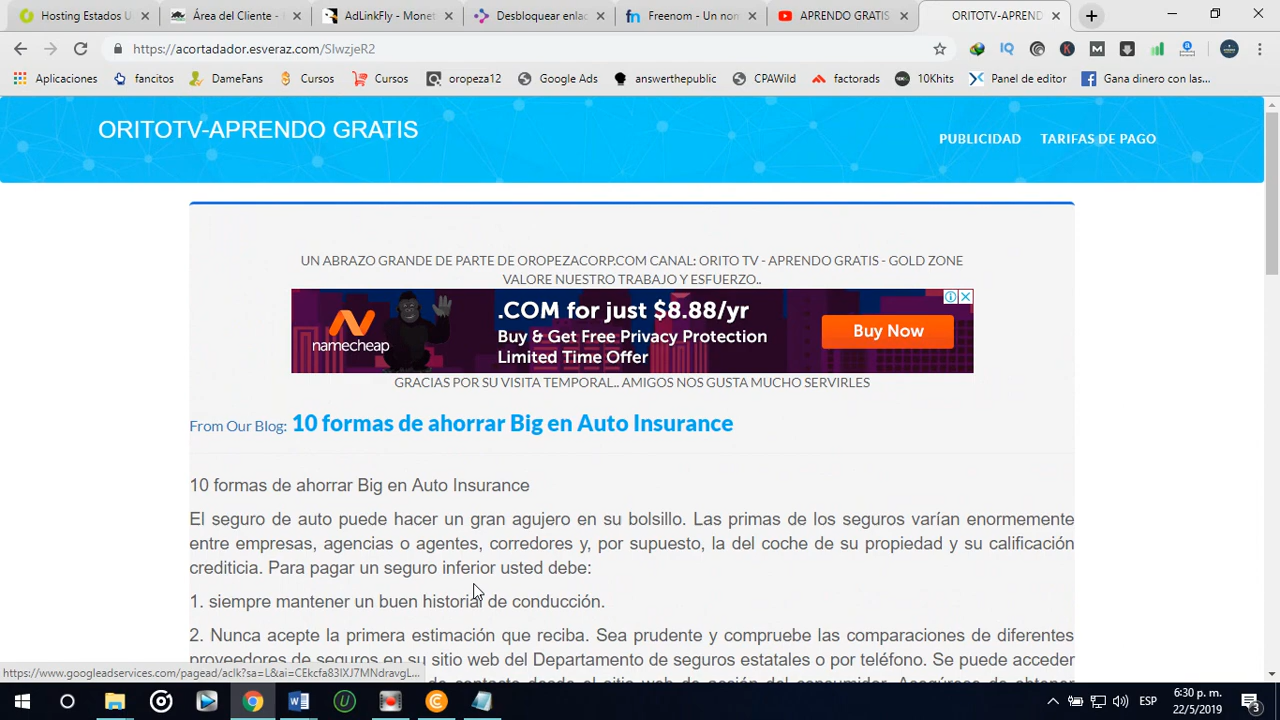 Hosting Estados U
Área del Cliente -
AdLinkFly - Monet
Desbloquear enlac
Freenom - Un nom
APRENDO GRATIS
ORITOTV-APREND
https://acortadador.esveraz.com/SlwzjeR2
Aplicaciones
fancitos
DameFans
Cursos
Cursos
oropeza12
Google Ads
answerthepublic
CPAWild
factorads
10Khits
Panel de editor
Gana dinero con las...
ORITOTV-APRENDO GRATIS
PUBLICIDAD
TARIFAS DE PAGO
UN ABRAZO GRANDE DE PARTE DE OROPEZACORP.COM CANAL: ORITO TV - APRENDO GRATIS - GOLD ZONE
VALORE NUESTRO TRABAJO Y ESFUERZO..
namecheap
.COM for just $8.88/yr
Buy & Get Free Privacy Protection
Limited Time Offer
Buy Now
GRACIAS POR SU VISITA TEMPORAL.. AMIGOS NOS GUSTA MUCHO SERVIRLES
From Our Blog: 10 formas de ahorrar Big en Auto Insurance
10 formas de ahorrar Big en Auto Insurance
El seguro de auto puede hacer un gran agujero en su bolsillo. Las primas de los seguros varían enormemente
entre empresas, agencias o agentes, corredores y, por supuesto, la del coche de su propiedad y su calificación
crediticia. Para pagar un seguro inferior usted debe:
1. siempre mantener un buen historial de conducción.
2. Nunca acepte la primera estimación que reciba. Sea prudente y compruebe las comparaciones de diferentes
proveedores de seguros en su sitio web del Departamento de seguros estatales o por teléfono. Se puede acceder
https://www.googleadservices.com/pagead/aclk?sa=L&ai=CEkcfa83lXJ7MNdravgL...
ESP
6:30 p. m.
22/5/2019
3